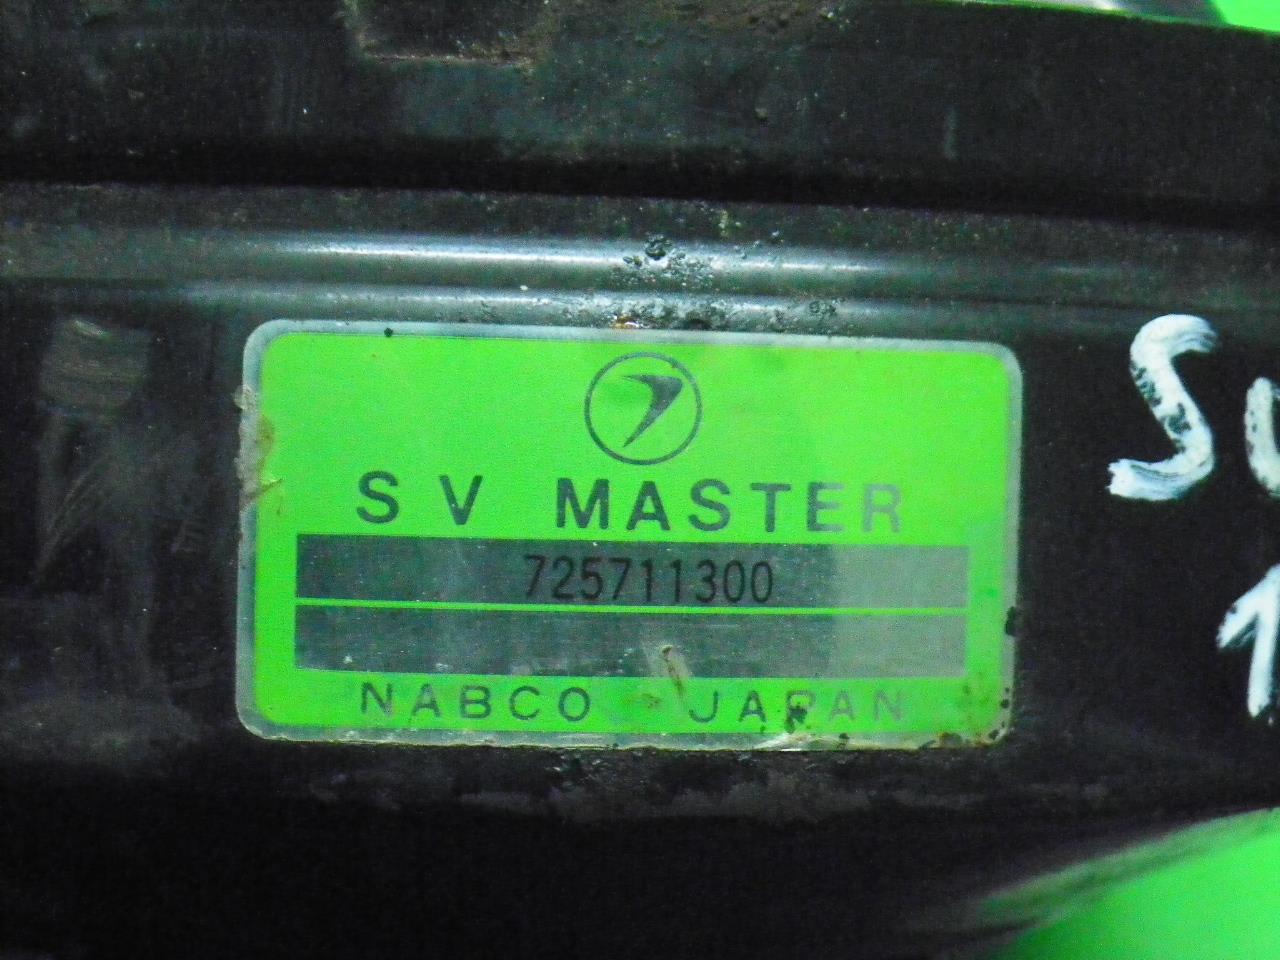 S V MASTER
725711300
NABCO JAPAN